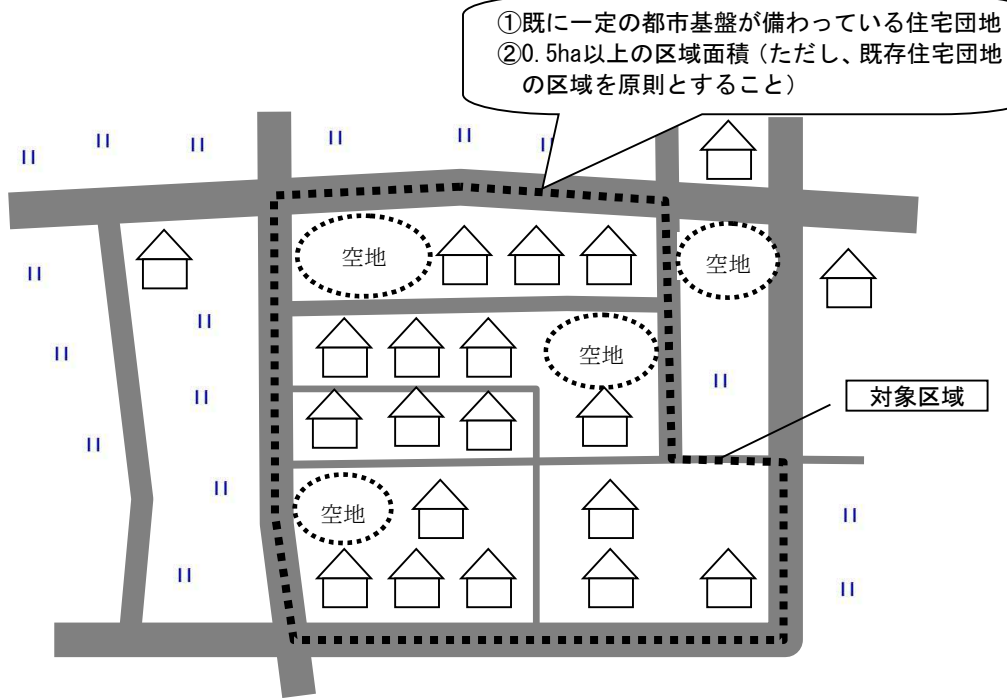 ①既に一定の都市基盤が備わっている住宅団地
②0.5ha以上の区域面積（ただし、既存住宅団地
の区域を原則とすること）
空地
空地
空地
対象区域
空地